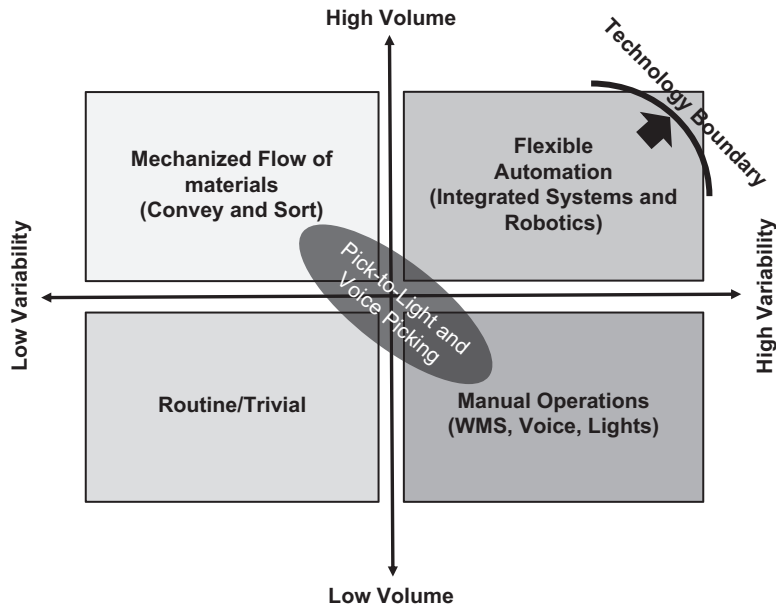 High Volume
Technology Boundary
Mechanized Flow of
materials
(Convey and Sort)
Flexible
Automation
(Integrated Systems and
Robotics)
Low Variability
Pick-to-Light and
Voice Picking
High Variability
Routine/Trivial
Manual Operations
(WMS, Voice, Lights)
Low Volume